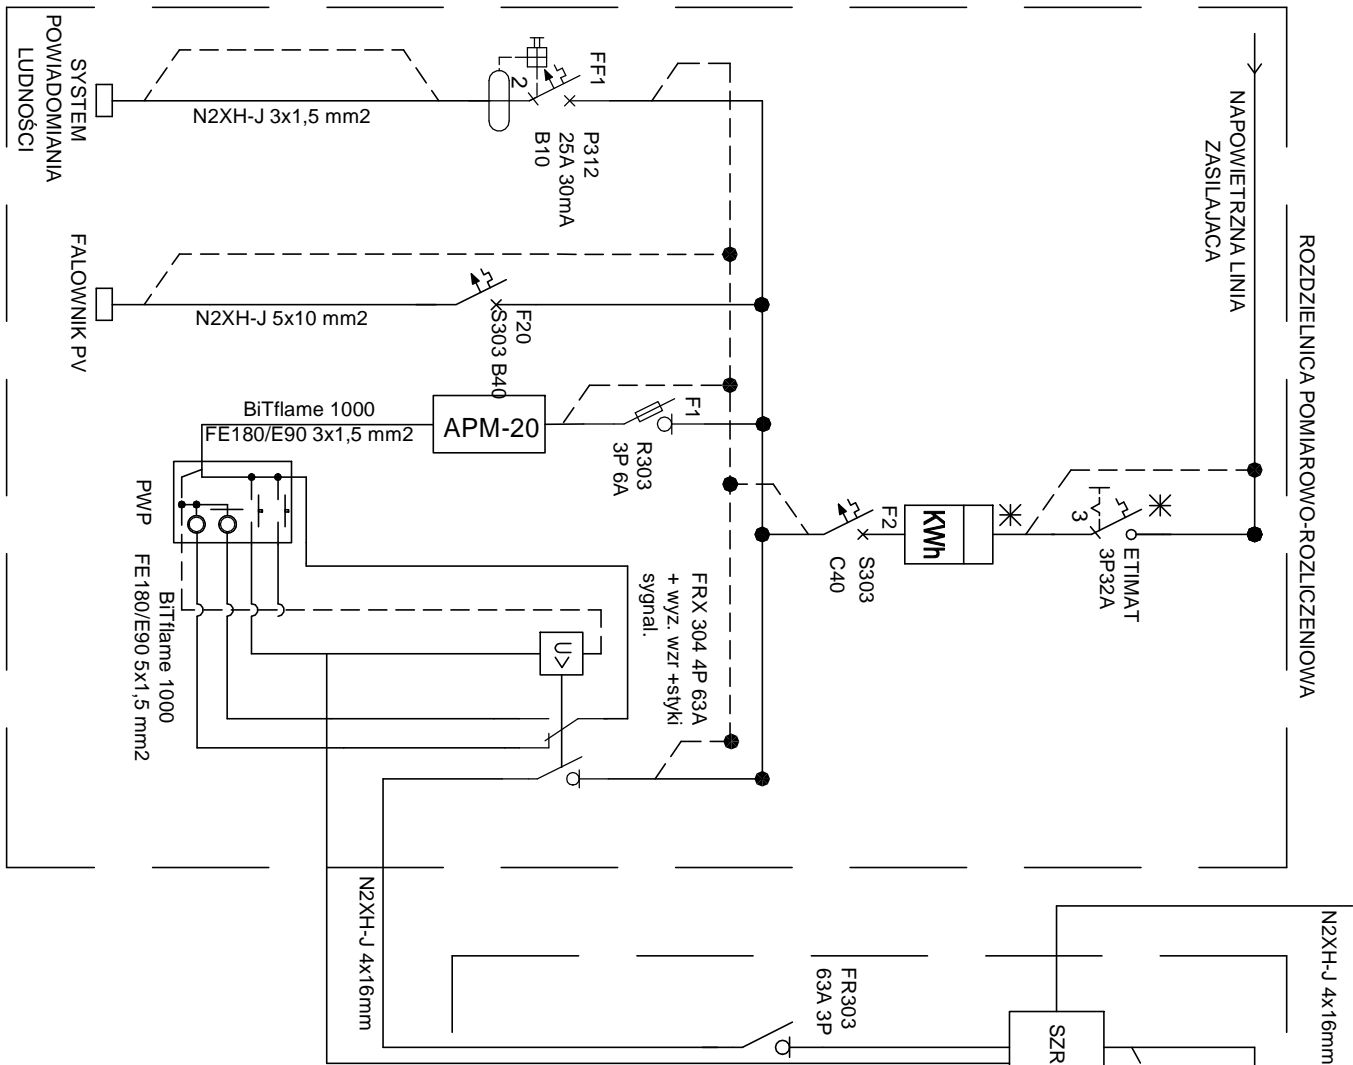 ROZDZIELNICA POMIAROWO-ROZLICZENIOWA
NAPOWIETRZNA LINIA
ZASILAJACA
ETIMAT
3P32A
3
KWh
F2
S303
C40
FF1
P312
25A 30mA
B10
2
N2XH-J 3x1,5 mm2
SYSTEM
POWIADOMIANIA
LUDNOŚCI
F20
S303 B40
N2XH-J 5x10 mm2
FALOWNIK PV
F1
R303
3P 6A
APM-20
BiTflame 1000
FE180/E90 3x1,5 mm2
PWP
BiTflame 1000
FE180/E90 5x1,5 mm2
U>
FRX 304 4P 63A
+ wyz. wzr +styki
sygnal.
N2XH-J 4x16mm
FR303
63A 3P
SZR
N2XH-J 4x16mm